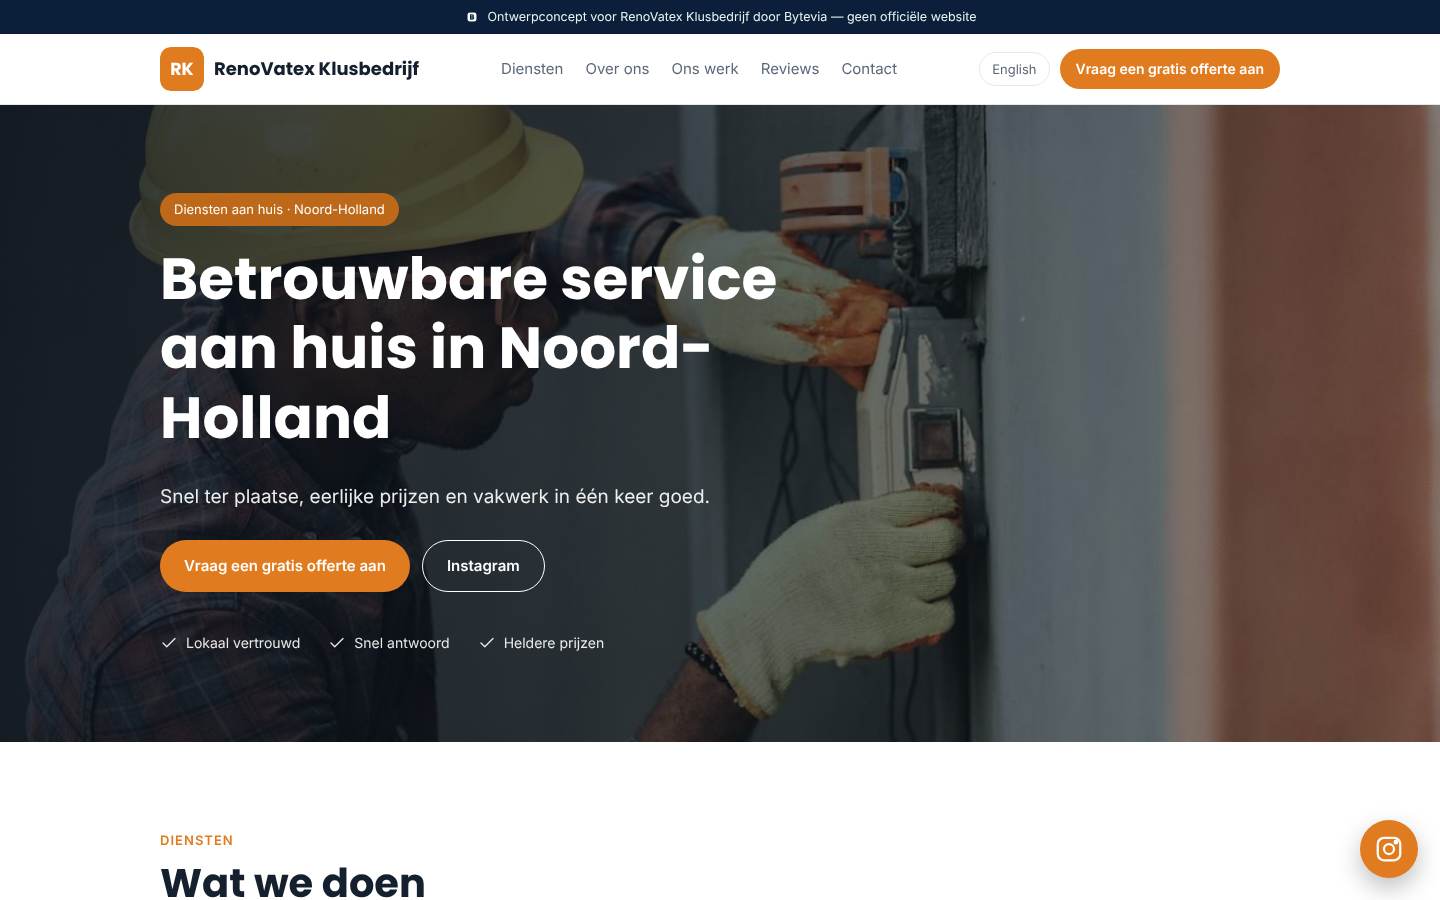 Ontwerpconcept voor RenoVatex Klusbedrijf door Bytevia — geen officiële website
RK RenoVatex Klusbedrijf Diensten Over ons Ons werk Reviews Contact English Vraag een gratis offerte aan
Diensten aan huis · Noord-Holland
Betrouwbare service
aan huis in Noord-
Holland
Snel ter plaatse, eerlijke prijzen en vakwerk in één keer goed.
Vraag een gratis offerte aan Instagram
Lokaal vertrouwd Snel antwoord Heldere prijzen
DIENSTEN
Wat we doen